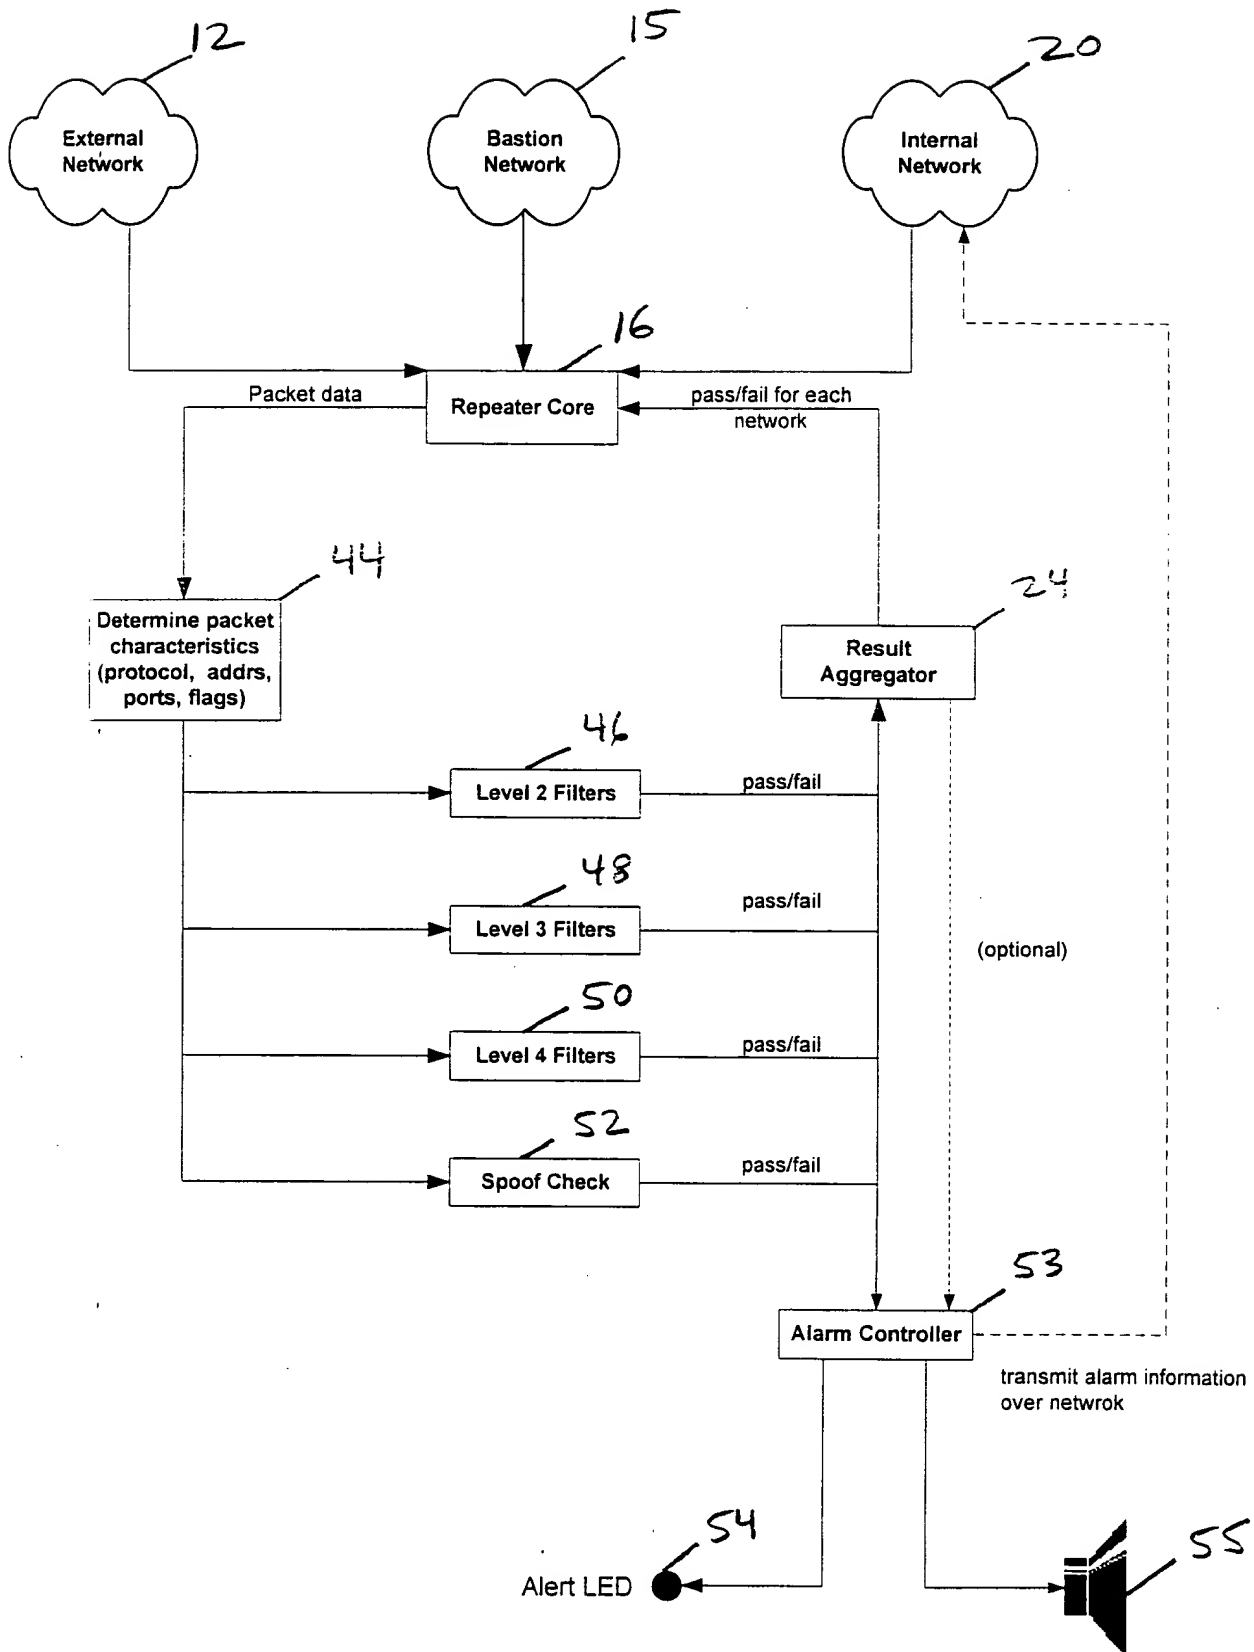 12
15
20
External
Network
Bastion
Network
Internal
Network
16
Packet data
Repeater Core
pass/fail for each
network
44
24
Determine packet
characteristics
(protocol, addrs,
ports, flags)
Result
Aggregator
46
Level 2 Filters
pass/fail
48
Level 3 Filters
pass/fail
(optional)
50
Level 4 Filters
pass/fail
52
Spoof Check
pass/fail
53
Alarm Controller
transmit alarm information
over netwrok
54
Alert LED
55